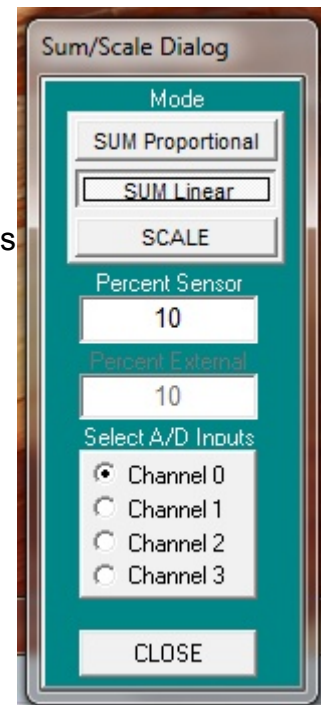 Sum/Scale Dialog
Mode
SUM Proportional
SUM Linear
s
SCALE
Percent Sensor
10
Percent External
10
Select A/D Inputs
Channel 0
Channel 1
Channel 2
Channel 3
CLOSE